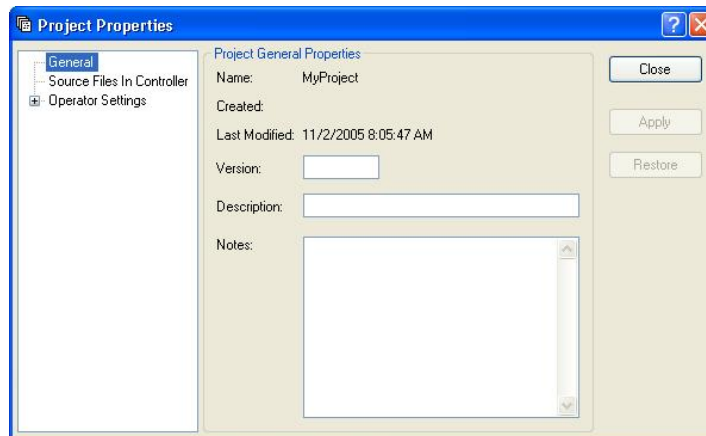 Project Properties
General
Source Files In Controller
Operator Settings
Project General Properties
Name: MyProject
Created:
Last Modified: 11/2/2005 8:05:47 AM
Version:
Description:
Notes:
Close
Apply
Restore